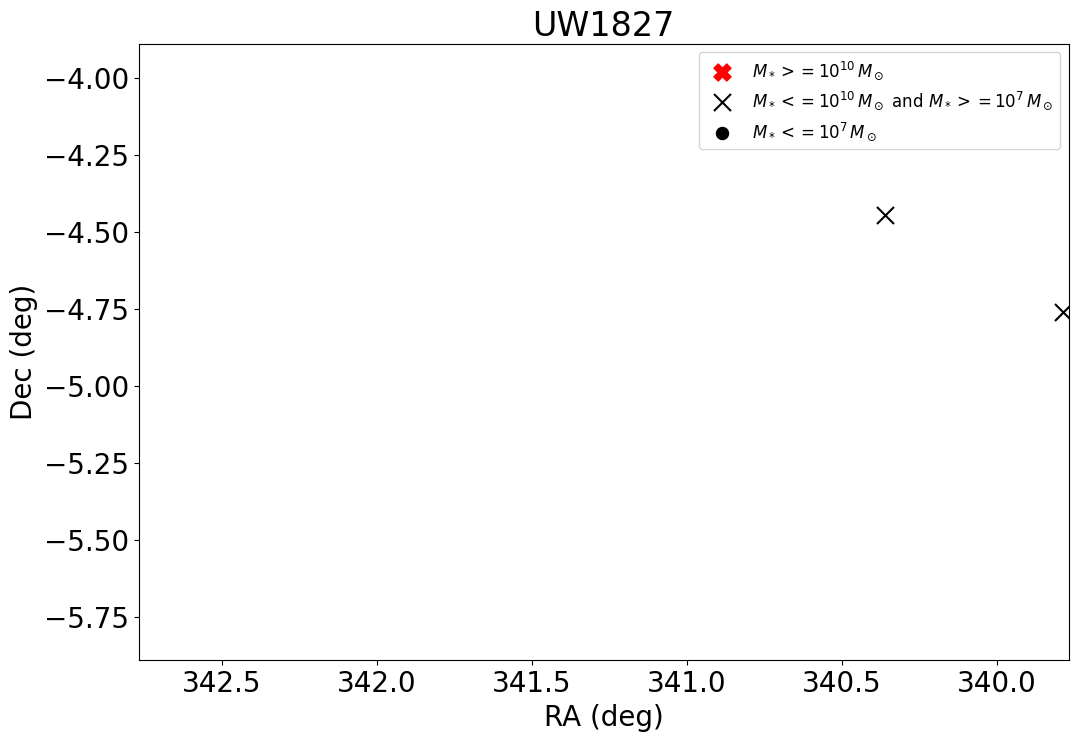 UW1827
−4.00
−4.25
−4.50
−4.75
−5.00
−5.25
−5.50
−5.75
Dec (deg)
M* >= 10^10 M⊙
M* <= 10^10 M⊙ and M* >= 10^7 M⊙
M* <= 10^7 M⊙
342.5 342.0 341.5 341.0 340.5 340.0
RA (deg)